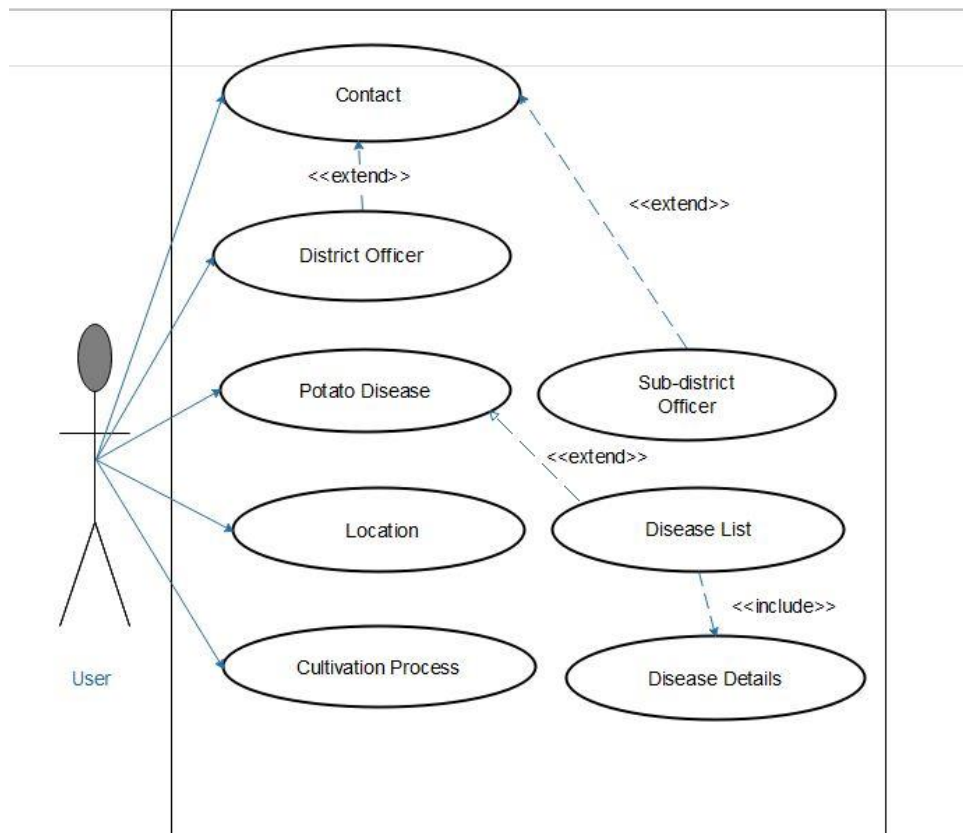 Contact
<<extend>>
<<extend>>
District Officer
Potato Disease
Sub-district
Officer
<<extend>>
Location
Disease List
<<include>>
Cultivation Process
User
Disease Details